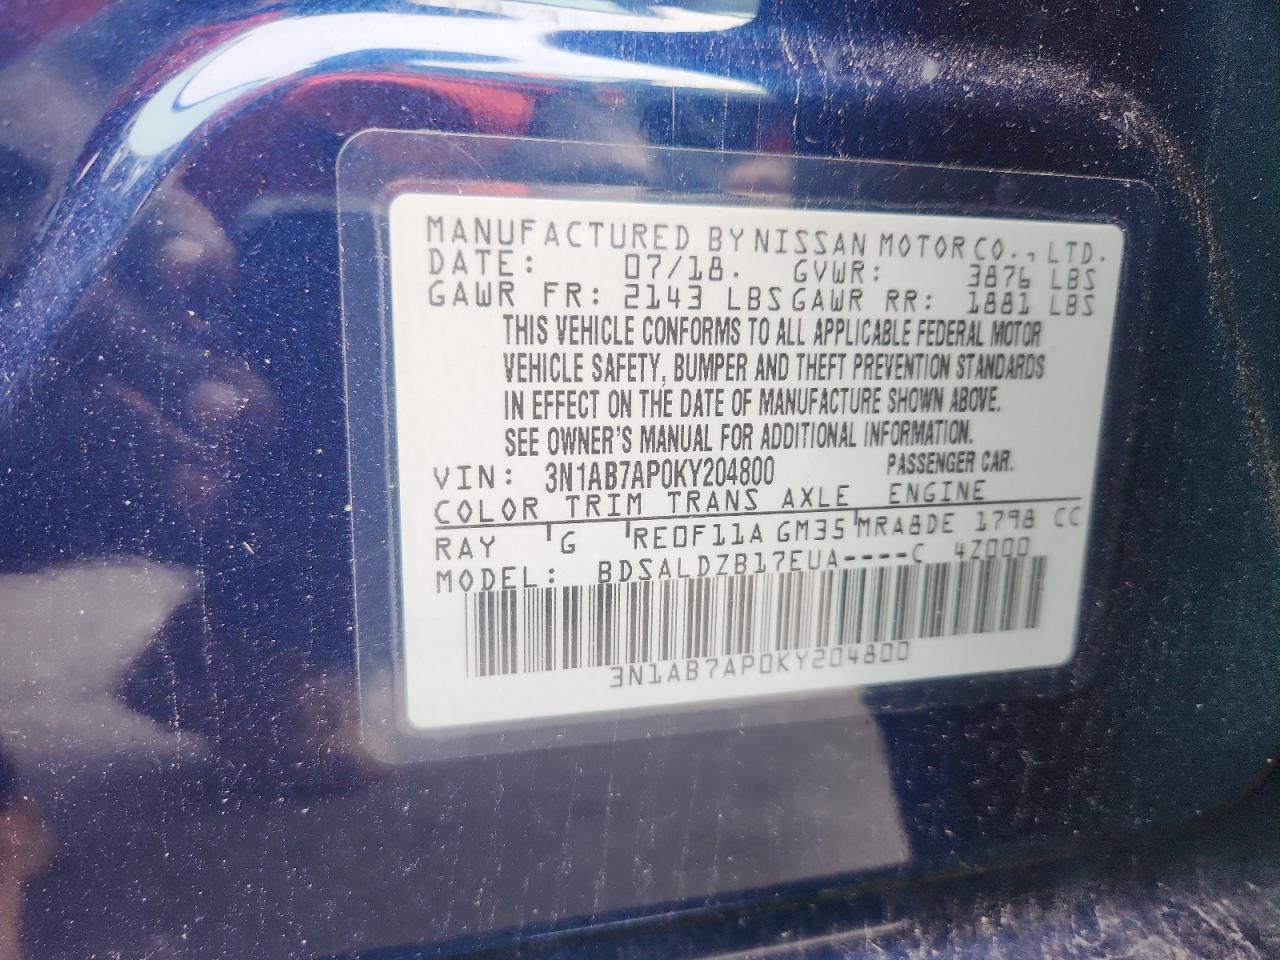 MANUFACTURED BY NISSAN MOTOR CO., LTD.
DATE: 07/18. GVWR: 3876 LBS
GAWR FR: 2143 LBS GAWR RR: 1881 LBS
THIS VEHICLE CONFORMS TO ALL APPLICABLE FEDERAL MOTOR
VEHICLE SAFETY, BUMPER AND THEFT PREVENTION STANDARDS
IN EFFECT ON THE DATE OF MANUFACTURE SHOWN ABOVE.
SEE OWNER'S MANUAL FOR ADDITIONAL INFORMATION.
VIN: 3N1AB7AP0KY204800 PASSENGER CAR.
COLOR TRIM TRANS AXLE ENGINE
RAY G RE0F11A GM35 MRA8DE 1798 CC
MODEL: BDSALDZB17EUA----C 4Z000
3N1AB7AP0KY204800